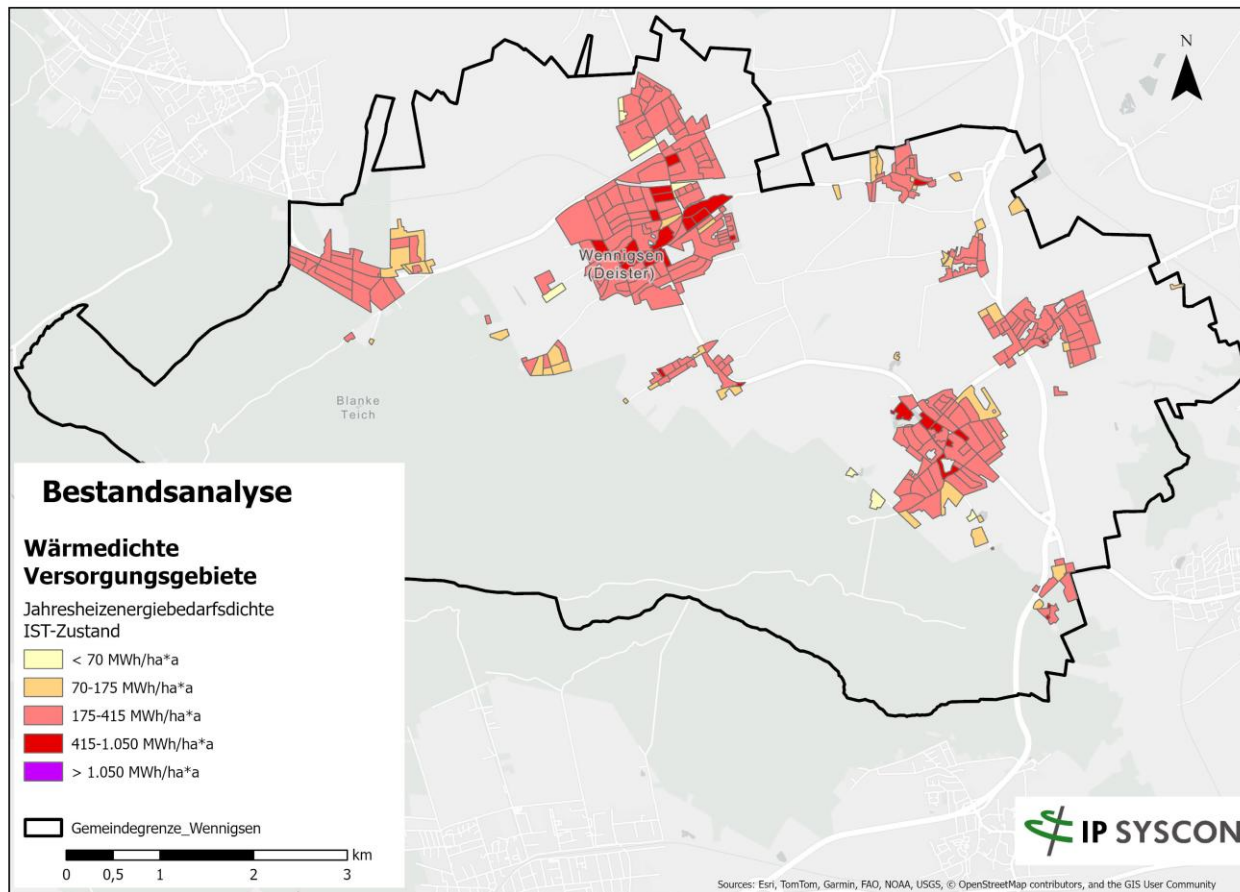 N
Wennigsen
(Deister)
Blanke
Teich
Bestandsanalyse
Wärmedichte
Versorgungsgebiete
Jahresheizenergiebedarfsdichte
IST-Zustand
< 70 MWh/ha*a
70-175 MWh/ha*a
175-415 MWh/ha*a
415-1.050 MWh/ha*a
> 1.050 MWh/ha*a
Gemeindegrenze_Wennigsen
km
0 0,5 1 2 3
IP SYSCON
Sources: Esri, TomTom, Garmin, FAO, NOAA, USGS, © OpenStreetMap contributors, and the GIS User Community